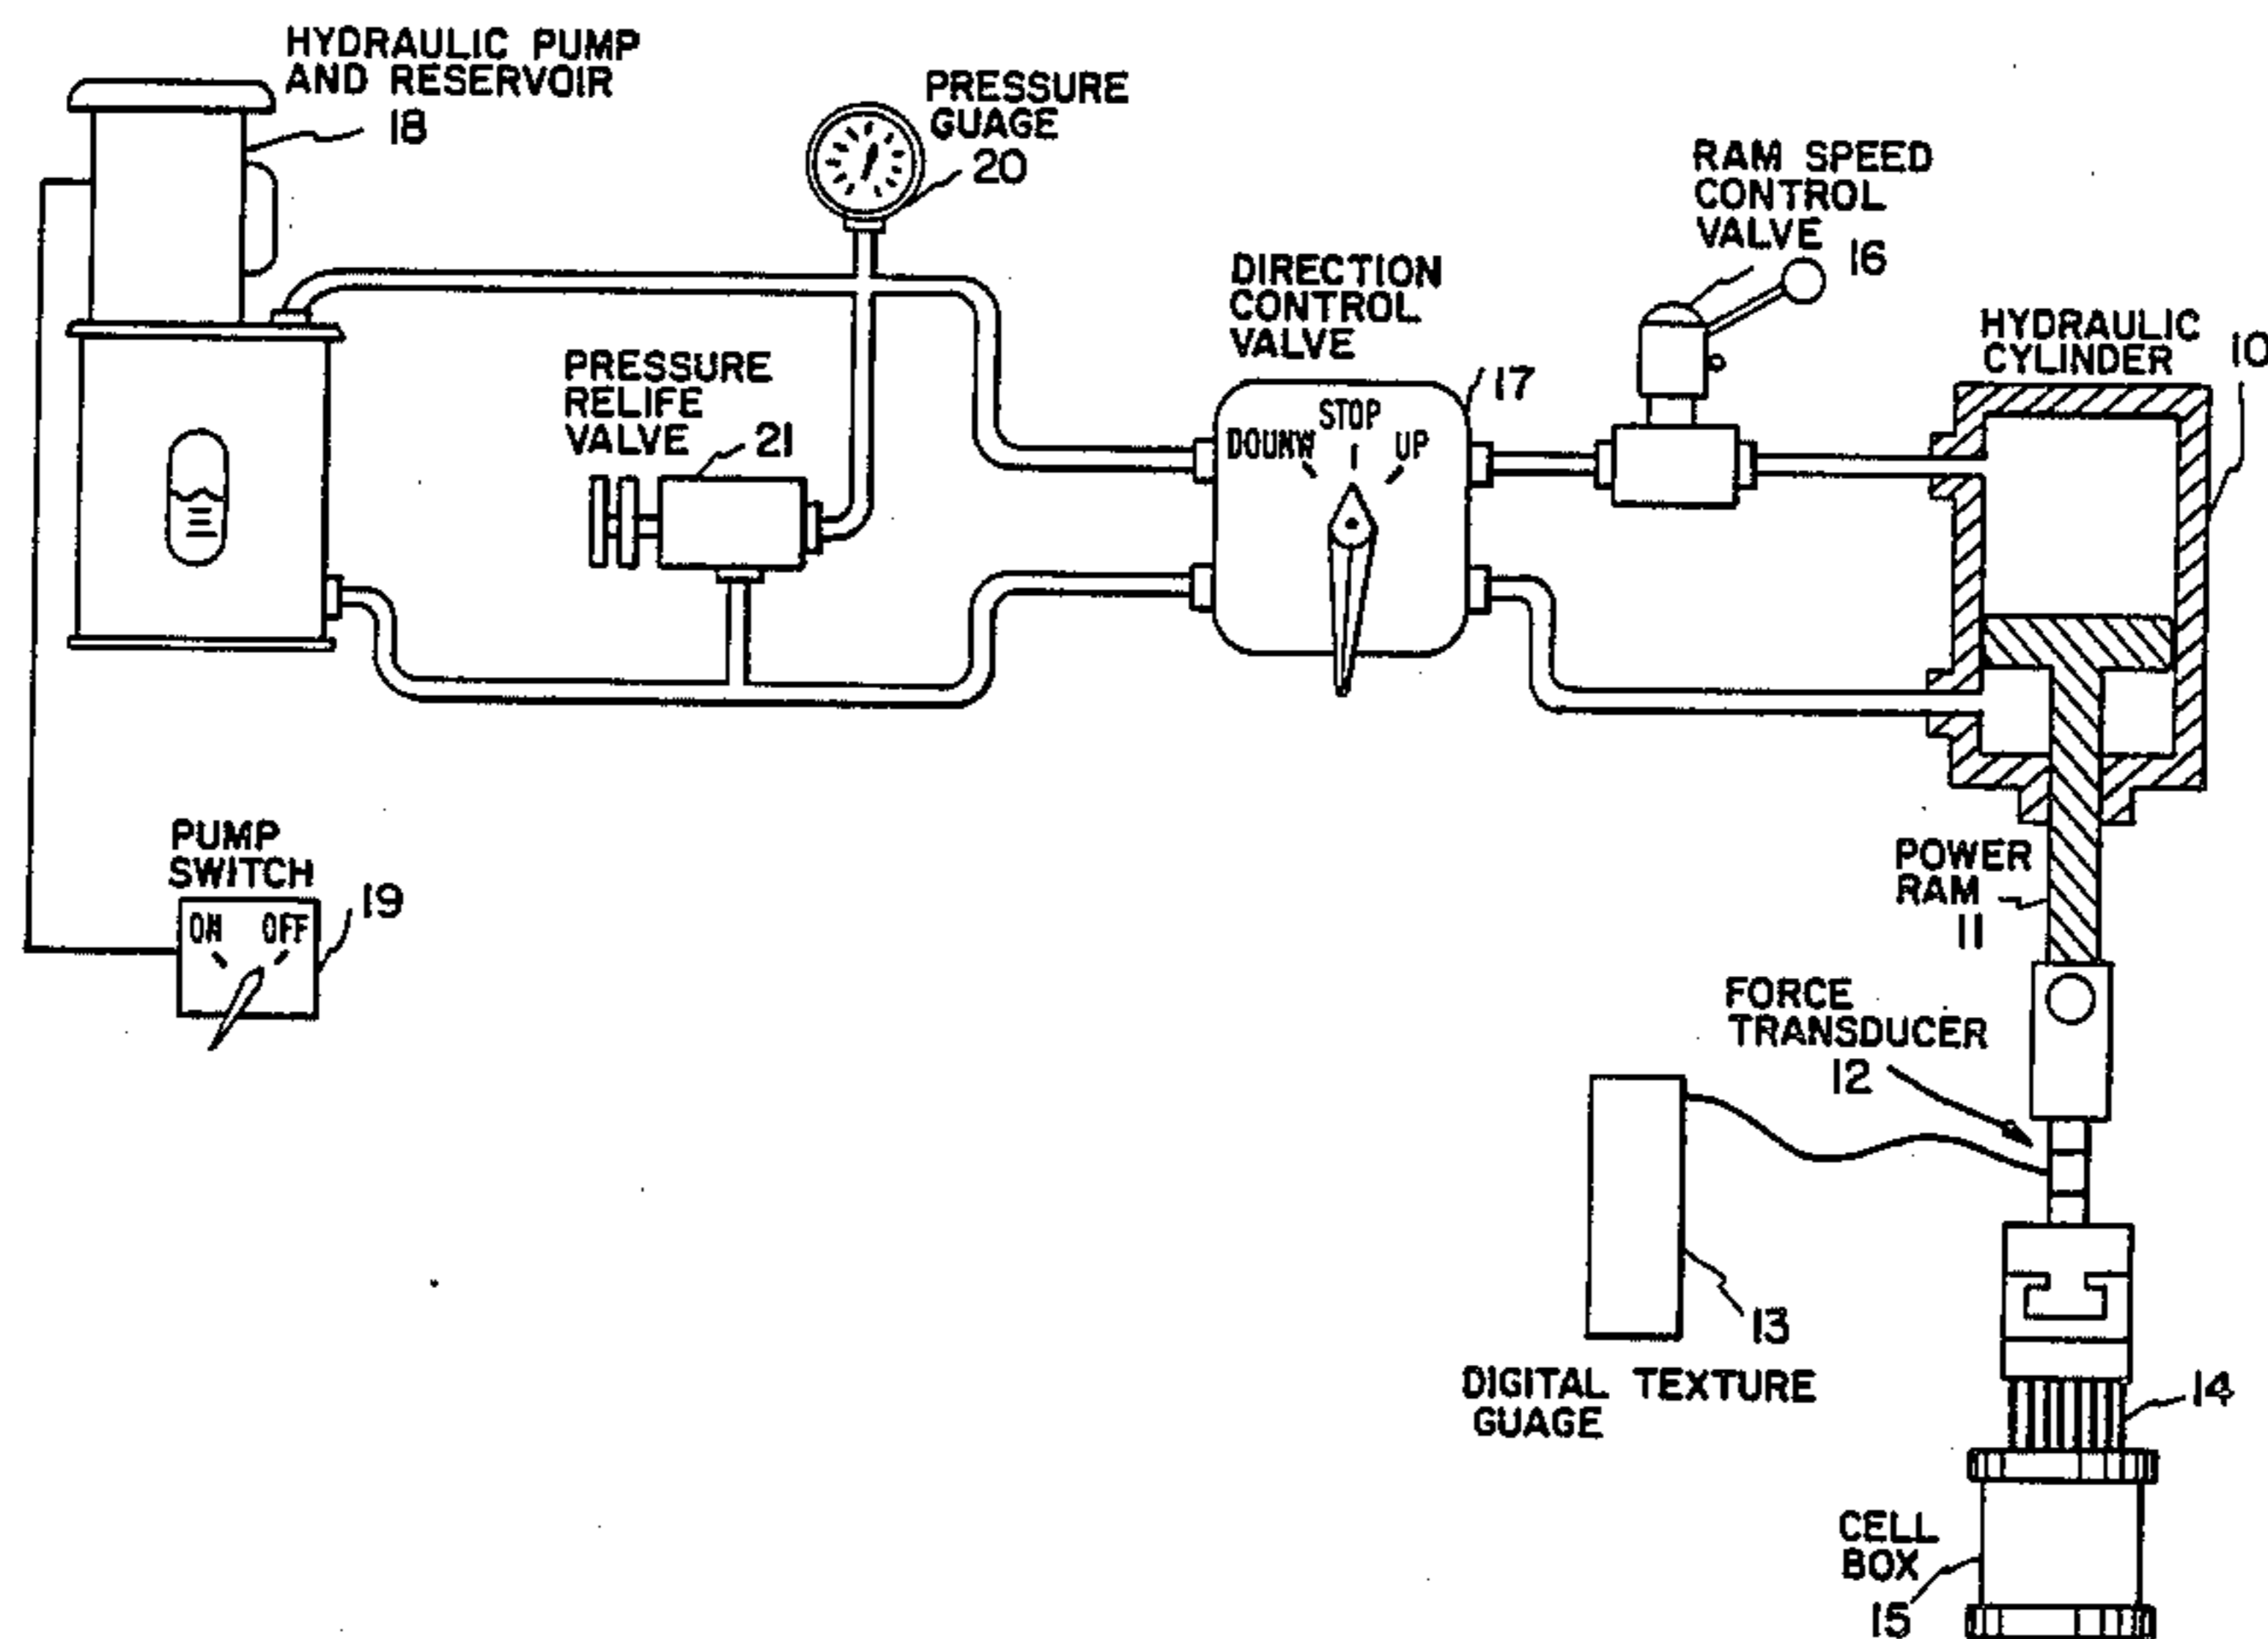 HYDRAULIC PUMP
AND RESERVOIR
18
PRESSURE
GUAGE
20
RAM SPEED
CONTROL
VALVE
16
DIRECTION
CONTROL
VALVE
17
HYDRAULIC
CYLINDER
10
PRESSURE
RELIFE
VALVE
21
STOP
DOUNW
UP
PUMP
SWITCH
19
ON OFF
POWER
RAM
11
FORCE
TRANSDUCER
12
13
DIGITAL TEXTURE
GUAGE
14
CELL
BOX
15